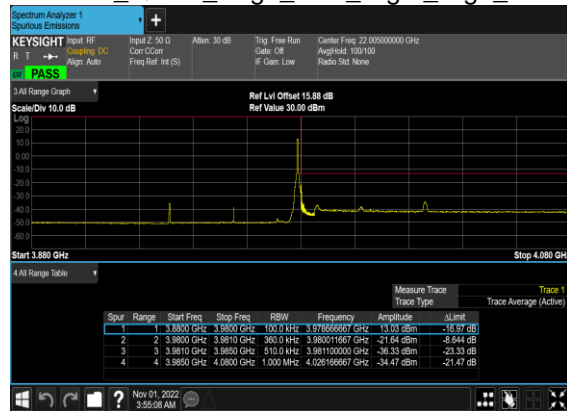 Spectrum Analyzer 1
Spurious Emissions
+
KEYSIGHT Input: RF Input Z: 50 Ω Atten: 30 dB Trig: Free Run Center Freq: 22.005000000 GHz
R T Coupling: DC Corr CCorr Gate: Off Avg|Hold: 100/100
Align: Auto Freq Ref: Int (S) IF Gain: Low Radio Std: None
PASS
3 All Range Graph
Ref Lvl Offset 15.88 dB
Scale/Div 10.0 dB Ref Value 30.00 dBm
Log
20.0
10.0
0.00
-10.0
-20.0
-30.0
-40.0
-50.0
-60.0
Start 3.880 GHz Stop 4.080 GH
4 All Range Table
Measure Trace Trace 1
Trace Type Trace Average (Active)
Spur Range Start Freq Stop Freq RBW Frequency Amplitude ΔLimit
1 1 3.8800 GHz 3.9800 GHz 100.0 kHz 3.978666667 GHz 13.03 dBm -16.97 dB
2 2 3.9800 GHz 3.9810 GHz 360.0 kHz 3.980011667 GHz -21.64 dBm -8.644 dB
3 3 3.9810 GHz 3.9850 GHz 510.0 kHz 3.981100000 GHz -36.33 dBm -23.33 dB
4 4 3.9850 GHz 4.0800 GHz 1.000 MHz 4.026166667 GHz -34.47 dBm -21.47 dB
? Nov 01, 2022
3:55:08 AM